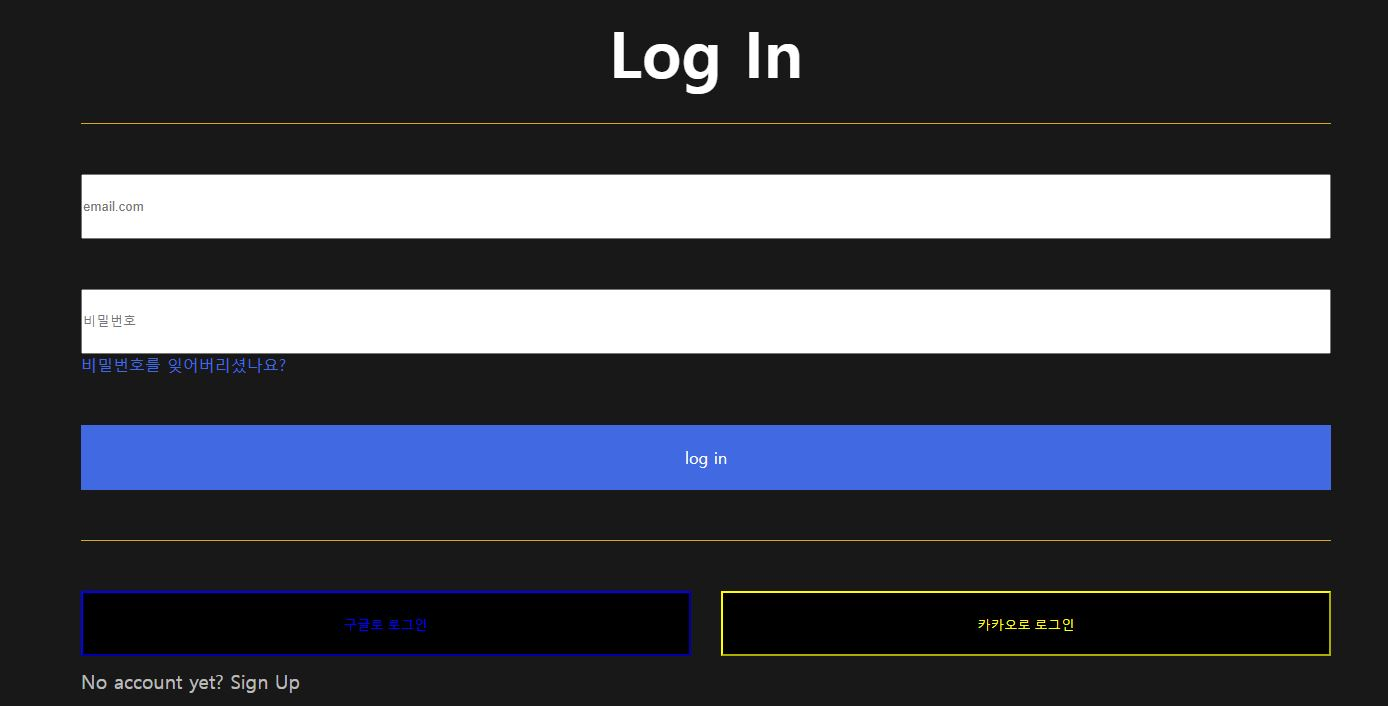 Log In
email.com
비밀번호
비밀번호를 잊어버리셨나요?
log in
구글로 로그인
카카오로 로그인
No account yet? Sign Up